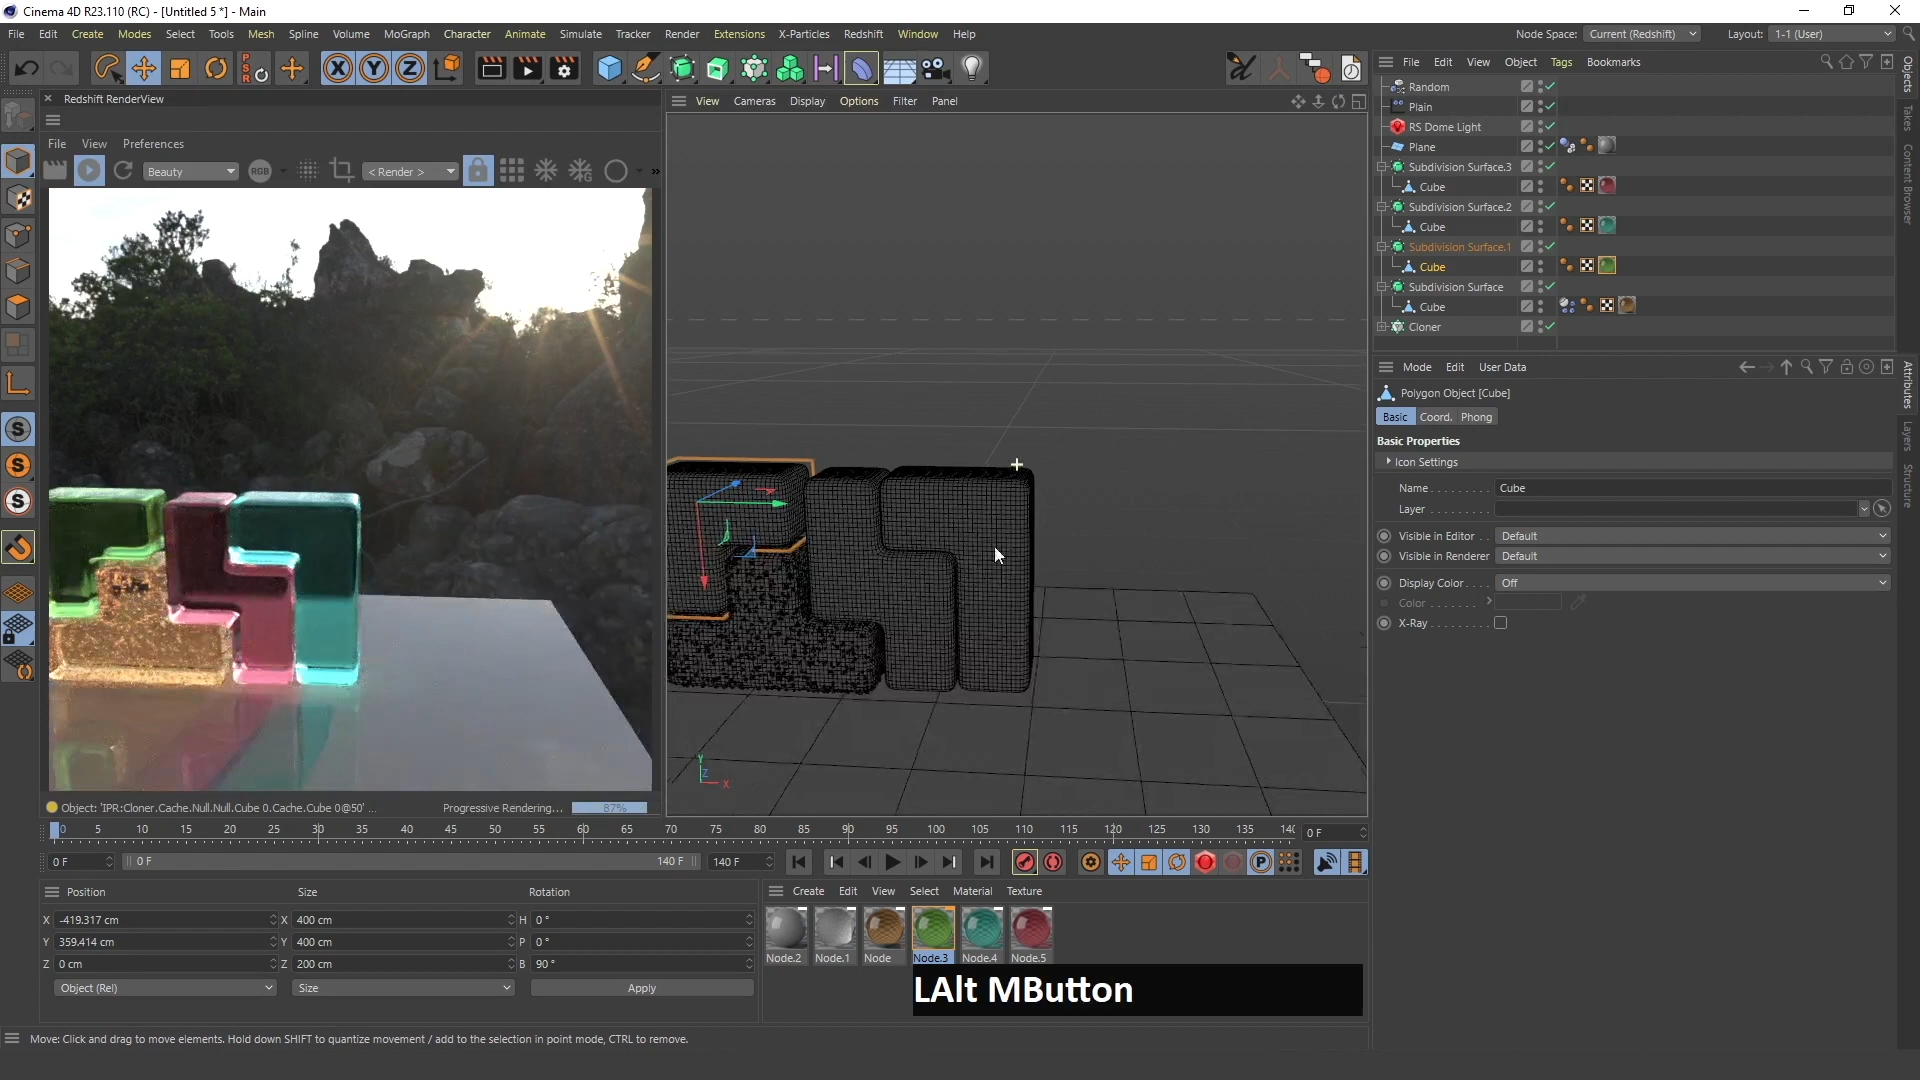 Cinema 4D R23.110 (RC) - [Untitled 5 *] - Main
File Edit Create Modes Select Tools Mesh Spline Volume MoGraph Character Animate Simulate Tracker Render Extensions X-Particles Redshift Window Help
Node Space: Current (Redshift) Layout: 1-1 (User)
PSR X Y Z
Redshift RenderView
File View Preferences
Beauty RGB < Render >
View Cameras Display Options Filter Panel
File Edit View Object Tags Bookmarks
Random
Plain
RS Dome Light
Plane
Subdivision Surface.3
Cube
Subdivision Surface.2
Cube
Subdivision Surface.1
Cube
Subdivision Surface
Cube
Cloner
Objects
Takes
Content Browser
Attributes
Layers
Structure
Mode Edit User Data
Polygon Object [Cube]
Basic Coord. Phong
Basic Properties
Icon Settings
Name . . . . . . . . . Cube
Layer . . . . . . . . .
Visible in Editor . . Default
Visible in Renderer Default
Display Color . . . . Off
Color . . . . . . .
X-Ray . . . . . . . . .
Y
Z
X
Object: 'IPR:Cloner.Cache.Null.Null.Cube 0.Cache.Cube 0@50' ... Progressive Rendering... 87%
0 5 10 15 20 25 30 35 40 45 50 55 60 65 70 75 80 85 90 95 100 105 110 115 120 125 130 135 140 0 F
0 F 0 F 140 F 140 F
Position Size Rotation
X -419.317 cm X 400 cm H 0 °
Y 359.414 cm Y 400 cm P 0 °
Z 0 cm Z 200 cm B 90 °
Object (Rel) Size Apply
Create Edit View Select Material Texture
Node.2 Node.1 Node Node.3 Node.4 Node.5
LAlt MButton
Move: Click and drag to move elements. Hold down SHIFT to quantize movement / add to the selection in point mode, CTRL to remove.